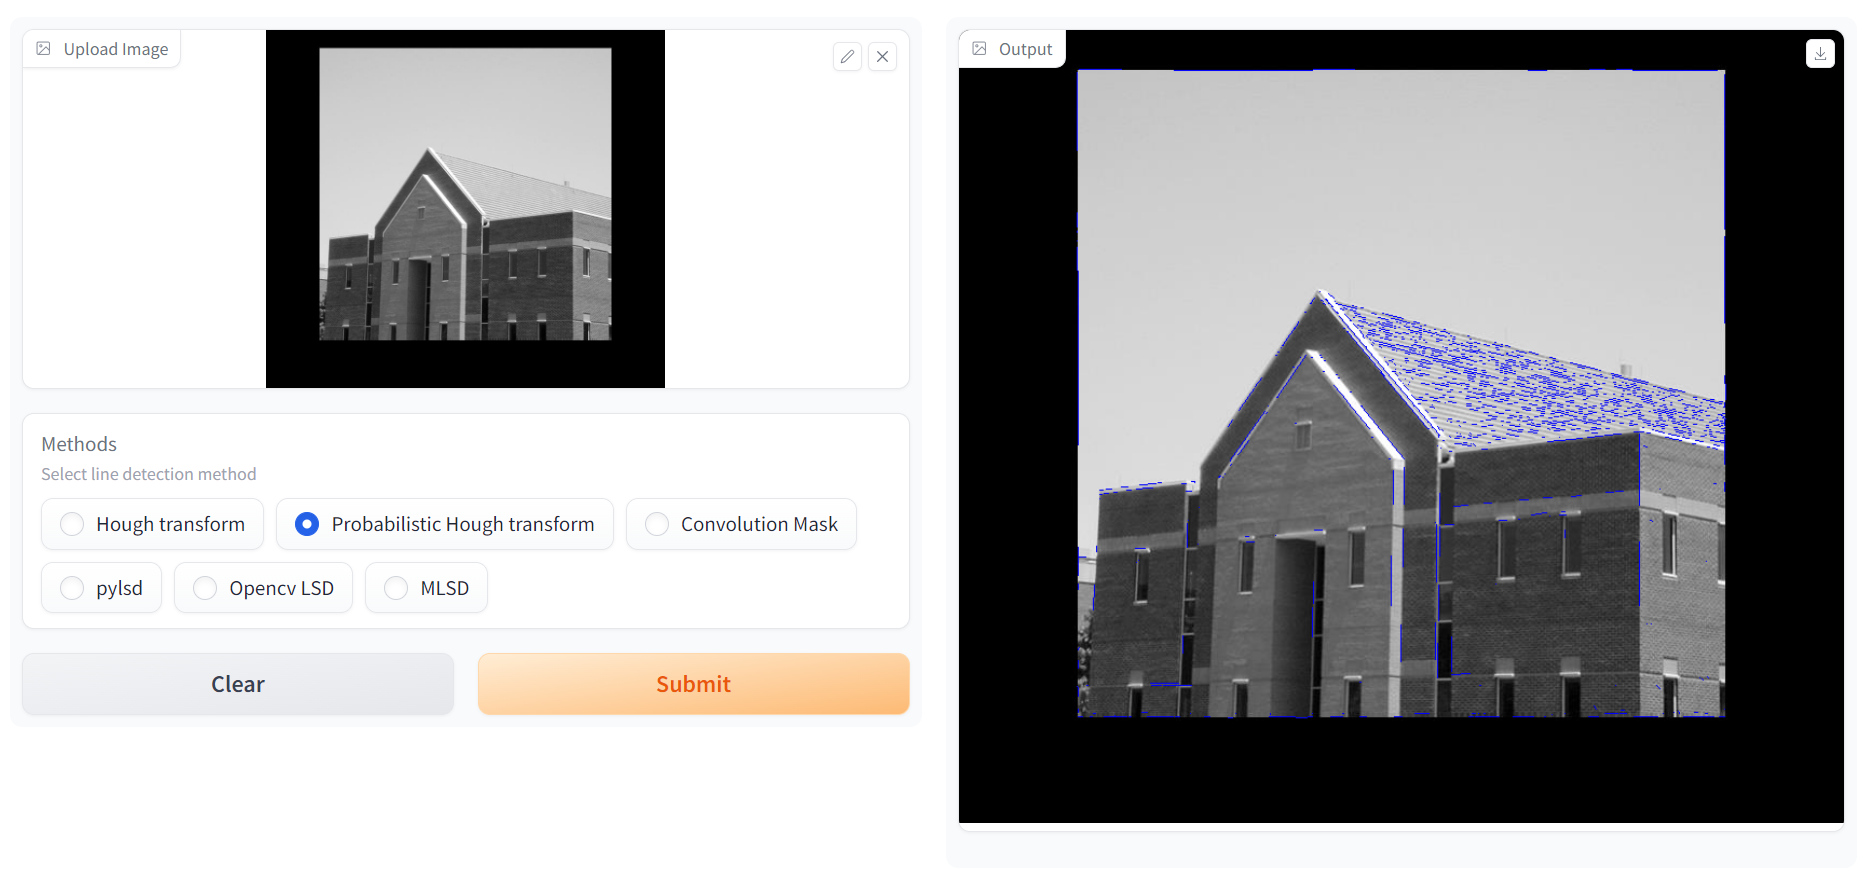 Upload Image
Methods
Select line detection method
Hough transform
Probabilistic Hough transform
Convolution Mask
pylsd
Opencv LSD
MLSD
Clear
Submit
Output